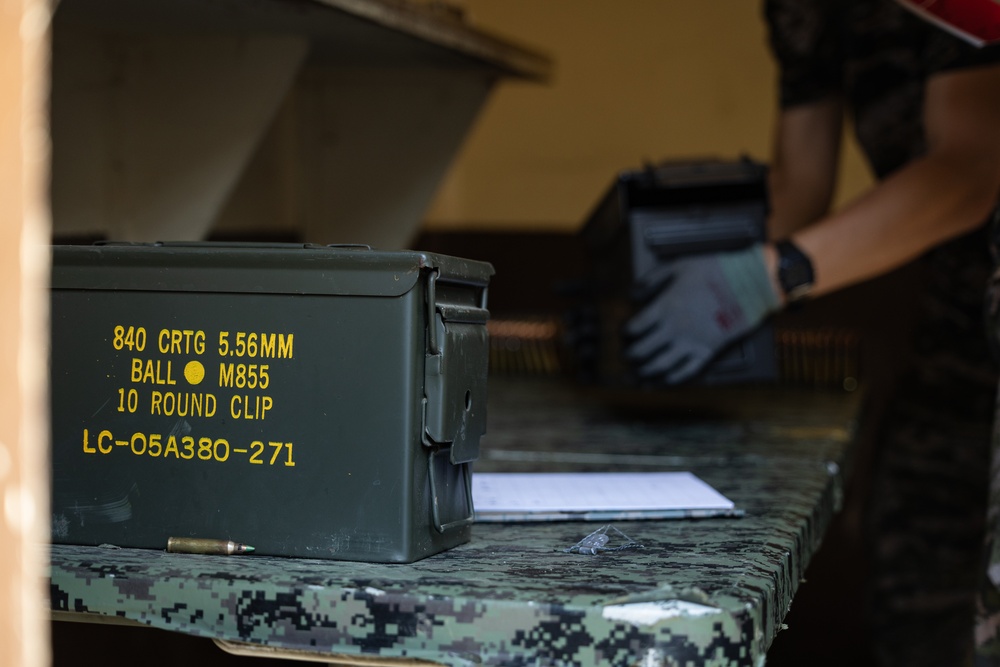 840 CRTG 5.56MM
BALL M855
10 ROUND CLIP
LC-05A380-271